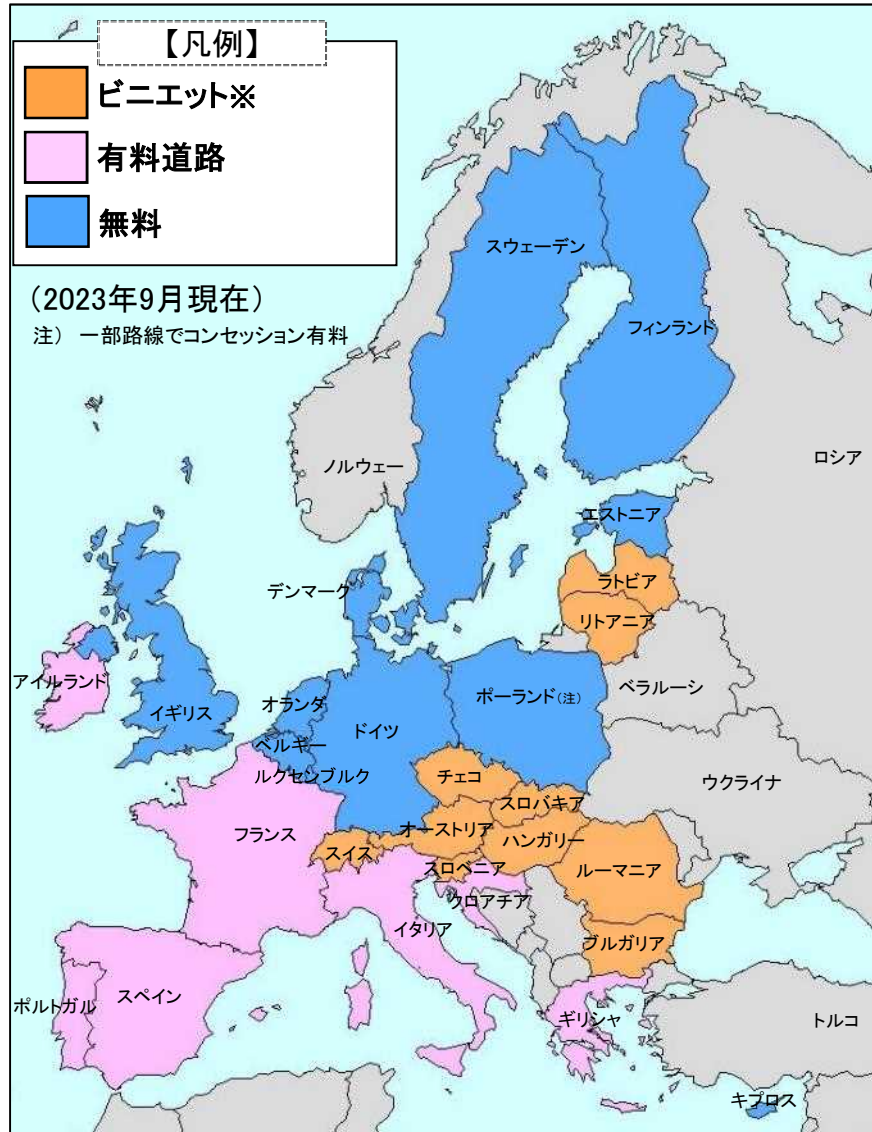 【凡例】
ビニエット※
有料道路
無料
（2023年9月現在）
注） 一部路線でコンセッション有料
スウェーデン
フィンランド
ノルウェー
ロシア
エストニア
デンマーク
ラトビア
リトアニア
アイルランド
イギリス
オランダ
ベルギー
ドイツ
ポーランド(注)
ベラルーシ
ルクセンブルク
チェコ
ウクライナ
スロバキア
フランス
オーストリア
スイス
ハンガリー
スロベニア
ルーマニア
クロアチア
イタリア
ブルガリア
ポルトガル
スペイン
ギリシャ
トルコ
キプロス